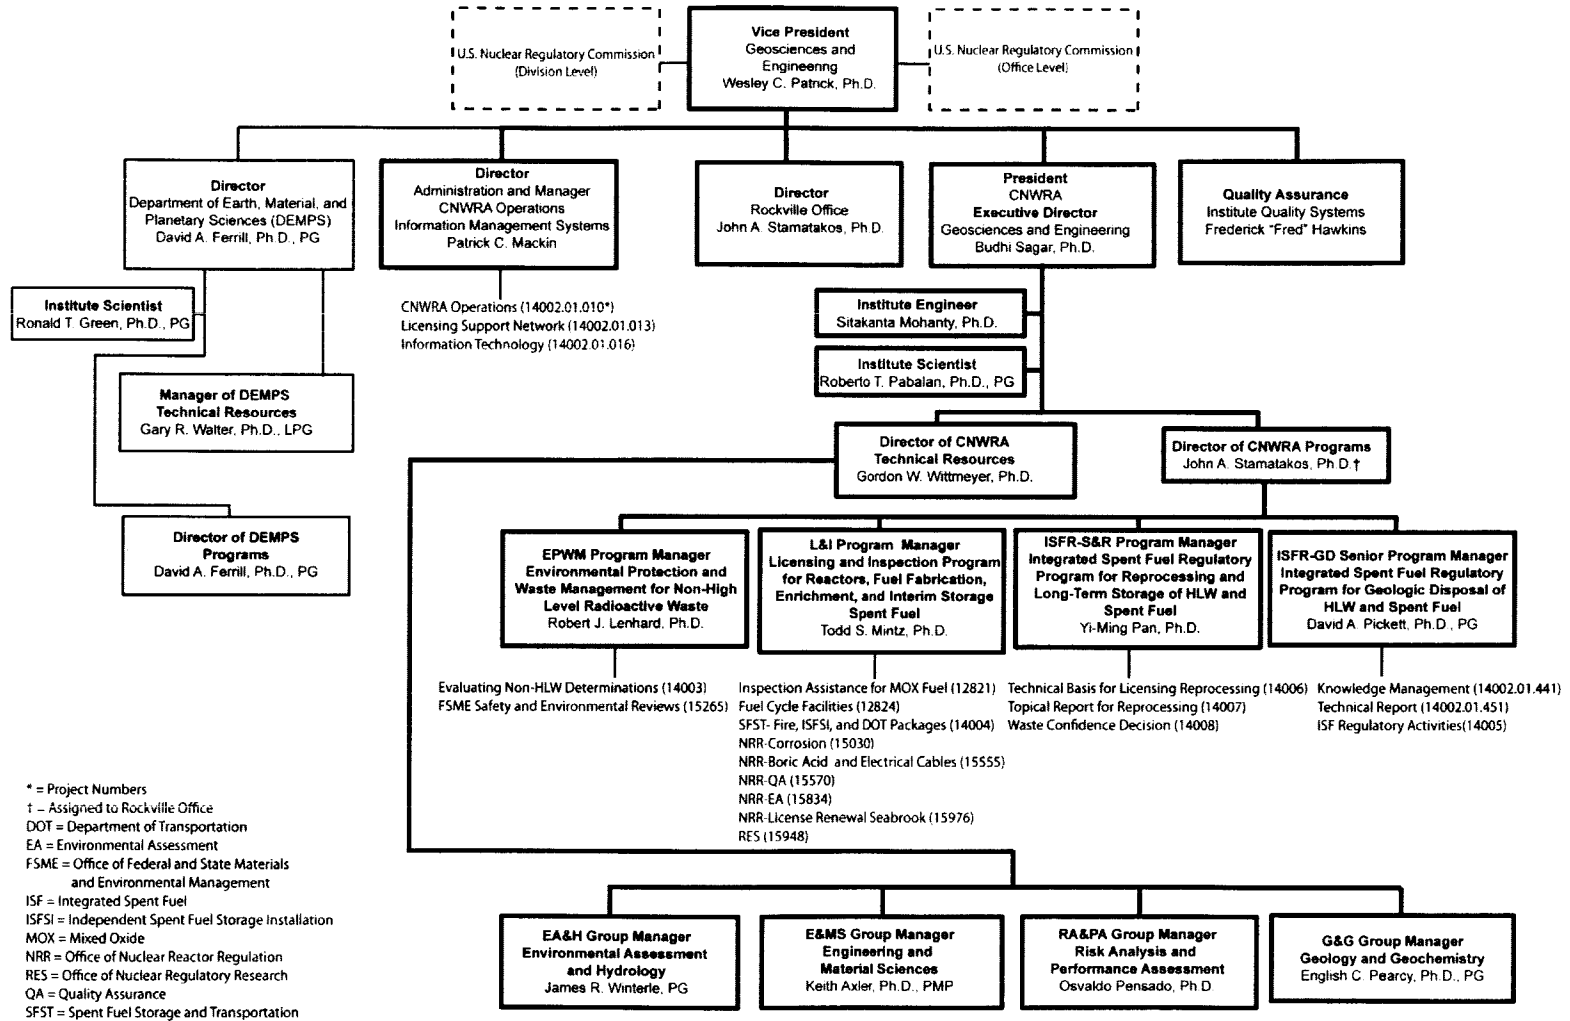 U.S. Nuclear Regulatory Commission
(Division Level)
Vice President
Geosciences and
Engineering
Wesley C. Patrick, Ph.D.
U.S. Nuclear Regulatory Commission
(Office Level)
Director
Department of Earth, Material, and
Planetary Sciences (DEMPS)
David A. Ferrill, Ph.D., PG
Director
Administration and Manager
CNWRA Operations
Information Management Systems
Patrick C. Mackin
Director
Rockville Office
John A. Stamatakos, Ph.D.
President
CNWRA
Executive Director
Geosciences and Engineering
Budhi Sagar, Ph.D.
Quality Assurance
Institute Quality Systems
Frederick "Fred" Hawkins
Institute Scientist
Ronald T. Green, Ph.D., PG
CNWRA Operations (14002.01.010*)
Licensing Support Network (14002.01.013)
Information Technology (14002.01.016)
Institute Engineer
Sitakanta Mohanty, Ph.D.
Institute Scientist
Roberto T. Pabalan, Ph.D., PG
Manager of DEMPS
Technical Resources
Gary R. Walter, Ph.D., LPG
Director of CNWRA
Technical Resources
Gordon W. Wittmeyer, Ph.D.
Director of CNWRA Programs
John A. Stamatakos, Ph.D.†
Director of DEMPS
Programs
David A. Ferrill, Ph.D., PG
EPWM Program Manager
Environmental Protection and
Waste Management for Non-High
Level Radioactive Waste
Robert J. Lenhard, Ph.D.
L&I Program Manager
Licensing and Inspection Program
for Reactors, Fuel Fabrication,
Enrichment, and Interim Storage
Spent Fuel
Todd S. Mintz, Ph.D.
ISFR-S&R Program Manager
Integrated Spent Fuel Regulatory
Program for Reprocessing and
Long-Term Storage of HLW and
Spent Fuel
Yi-Ming Pan, Ph.D.
ISFR-GD Senior Program Manager
Integrated Spent Fuel Regulatory
Program for Geologic Disposal of
HLW and Spent Fuel
David A. Pickett, Ph.D., PG
Evaluating Non-HLW Determinations (14003)
FSME Safety and Environmental Reviews (15265)
Inspection Assistance for MOX Fuel (12821)
Fuel Cycle Facilities (12824)
SFST- Fire, ISFSI, and DOT Packages (14004)
NRR-Corrosion (15030)
NRR-Boric Acid and Electrical Cables (15555)
NRR-QA (15570)
NRR-EA (15834)
NRR-License Renewal Seabrook (15976)
RES (15948)
Technical Basis for Licensing Reprocessing (14006)
Topical Report for Reprocessing (14007)
Waste Confidence Decision (14008)
Knowledge Management (14002.01.441)
Technical Report (14002.01.451)
ISF Regulatory Activities(14005)
* = Project Numbers
† = Assigned to Rockville Office
DOT = Department of Transportation
EA = Environmental Assessment
FSME = Office of Federal and State Materials
and Environmental Management
ISF = Integrated Spent Fuel
ISFSI = Independent Spent Fuel Storage Installation
MOX = Mixed Oxide
NRR = Office of Nuclear Reactor Regulation
RES = Office of Nuclear Regulatory Research
QA = Quality Assurance
SFST = Spent Fuel Storage and Transportation
EA&H Group Manager
Environmental Assessment
and Hydrology
James R. Winterle, PG
E&MS Group Manager
Engineering and
Material Sciences
Keith Axler, Ph.D., PMP
RA&PA Group Manager
Risk Analysis and
Performance Assessment
Osvaldo Pensado, Ph.D.
G&G Group Manager
Geology and Geochemistry
English C. Pearcy, Ph.D., PG